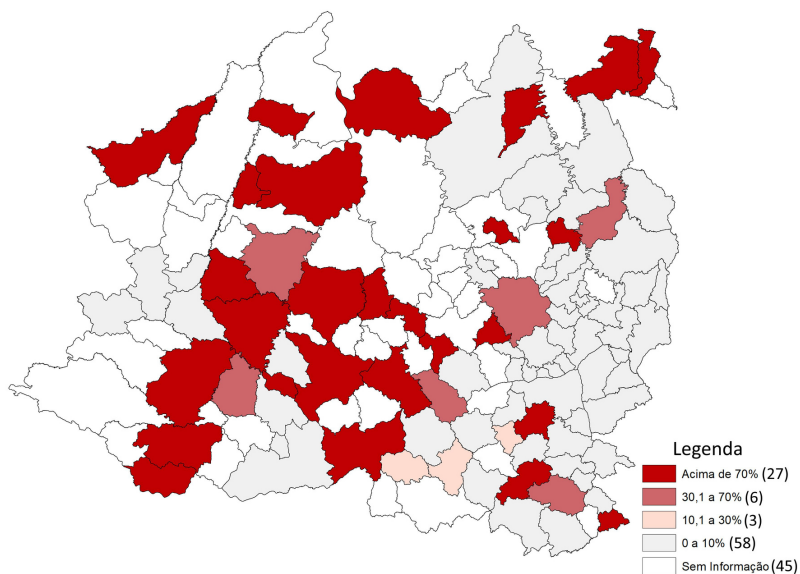 Legenda
Acima de 70% (27)
30,1 a 70% (6)
10,1 a 30% (3)
0 a 10% (58)
Sem Informação (45)